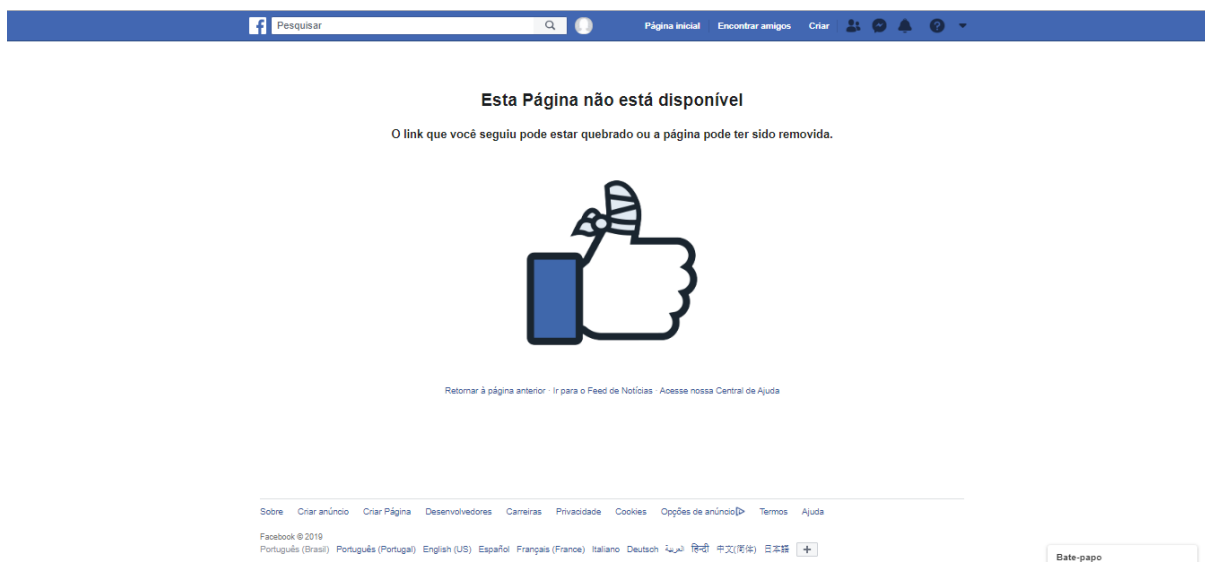 f Pesquisar Página inicial Encontrar amigos Criar
Esta Página não está disponível
O link que você seguiu pode estar quebrado ou a página pode ter sido removida.
Retornar à página anterior · Ir para o Feed de Notícias · Acesse nossa Central de Ajuda
Sobre Criar anúncio Criar Página Desenvolvedores Carreiras Privacidade Cookies Opções de anúncio Termos Ajuda
Facebook © 2019
Português (Brasil) Português (Portugal) English (US) Español Français (France) Italiano Deutsch العربية हिन्दी 中文(简体) 日本語 +
Bate-papo